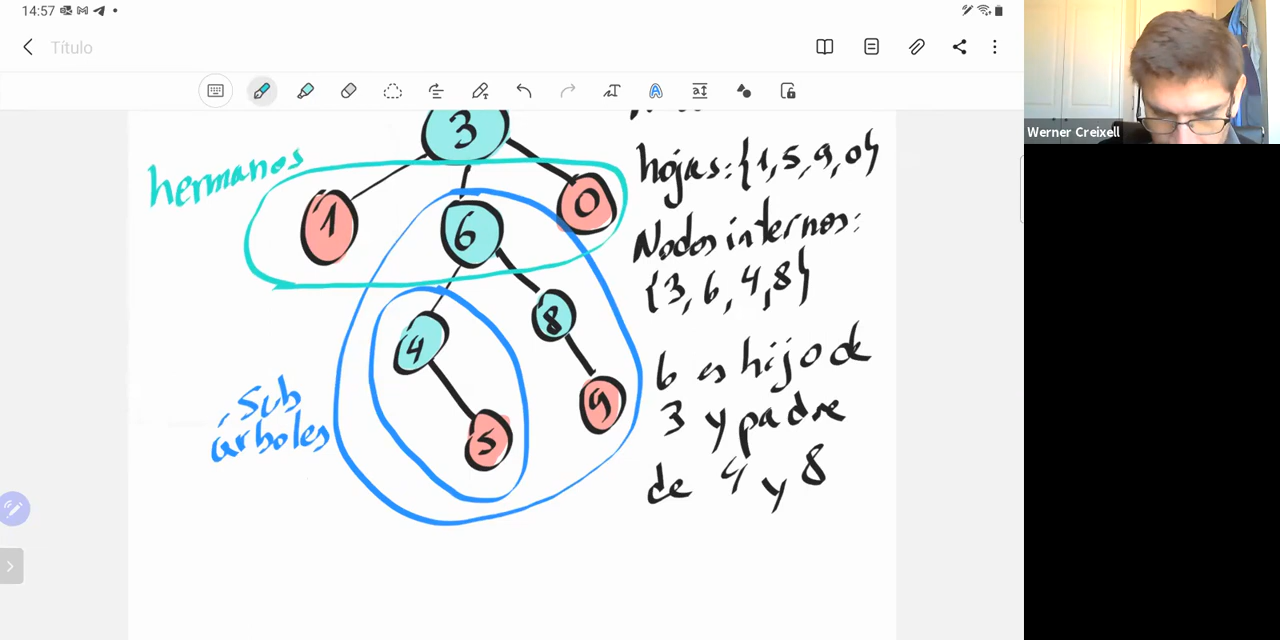 14:57
Título
3
hermanos
1
6
0
4
8
5
9
Sub
árboles
hojas: {1, 5, 9, 0}
Nodos internos:
{3, 6, 4, 8}
6 es hijo de
3 y padre
de 4 y 8
Werner Creixell